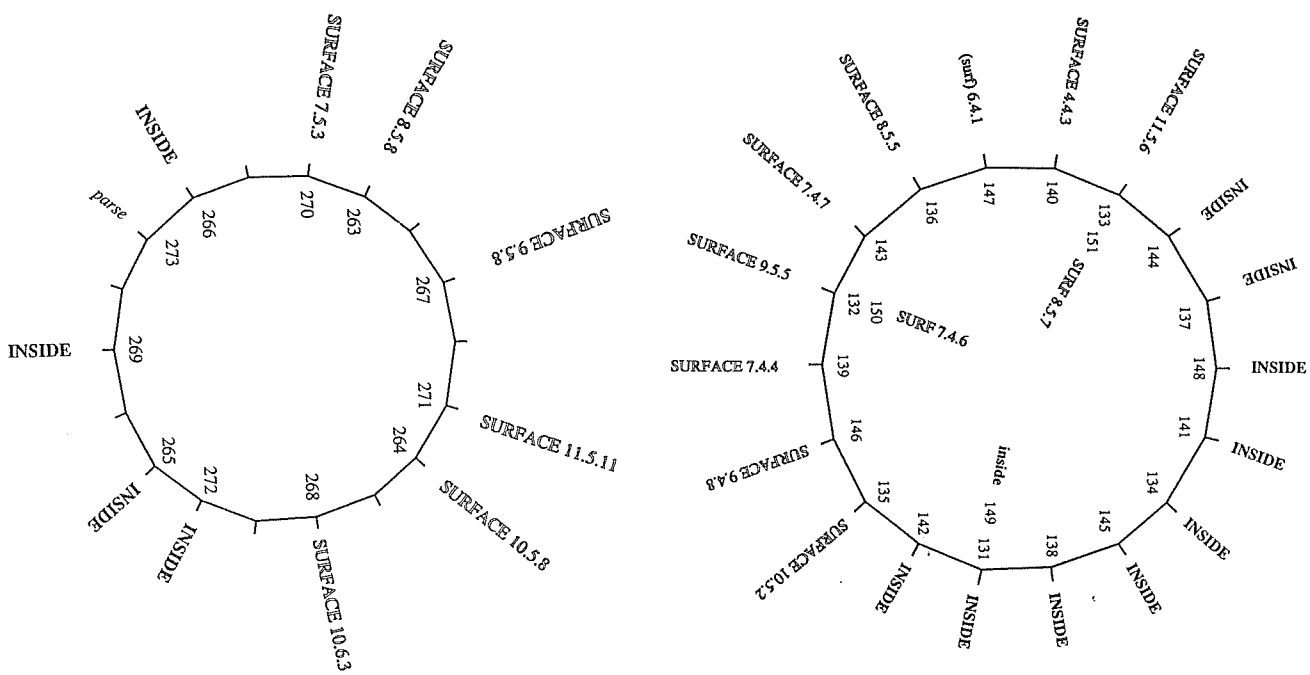 SURFACE 7.5.3
SURFACE 8.5.8
SURFACE 9.5.8
SURFACE 11.5.11
SURFACE 10.5.8
SURFACE 10.6.3
INSIDE
INSIDE
INSIDE
INSIDE
parse
270
263
267
271
264
268
272
265
269
273
266
(surf) 6.4.1
SURFACE 4.4.3
SURFACE 11.5.6
INSIDE
INSIDE
INSIDE
INSIDE
INSIDE
INSIDE
INSIDE
INSIDE
INSIDE
SURFACE 10.5.2
SURFACE 9.4.8
SURFACE 7.4.4
SURFACE 9.5.5
SURFACE 7.4.7
SURFACE 8.5.5
147
140
133
151
SURF 8.5.7
144
137
148
141
134
145
138
131
149
inside
142
135
146
139
132
150
SURF 7.4.6
143
136